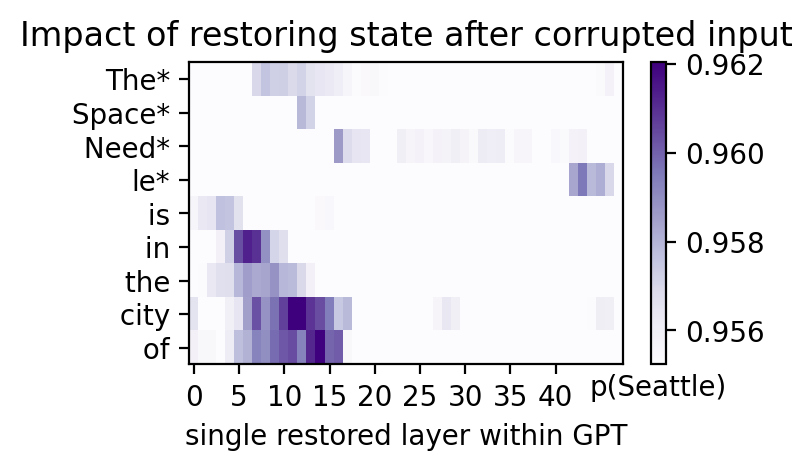 Impact of restoring state after corrupted input
The*
Space*
Need*
le*
is
in
the
city
of
0 5 10 15 20 25 30 35 40
single restored layer within GPT
0.962
0.960
0.958
0.956
p(Seattle)